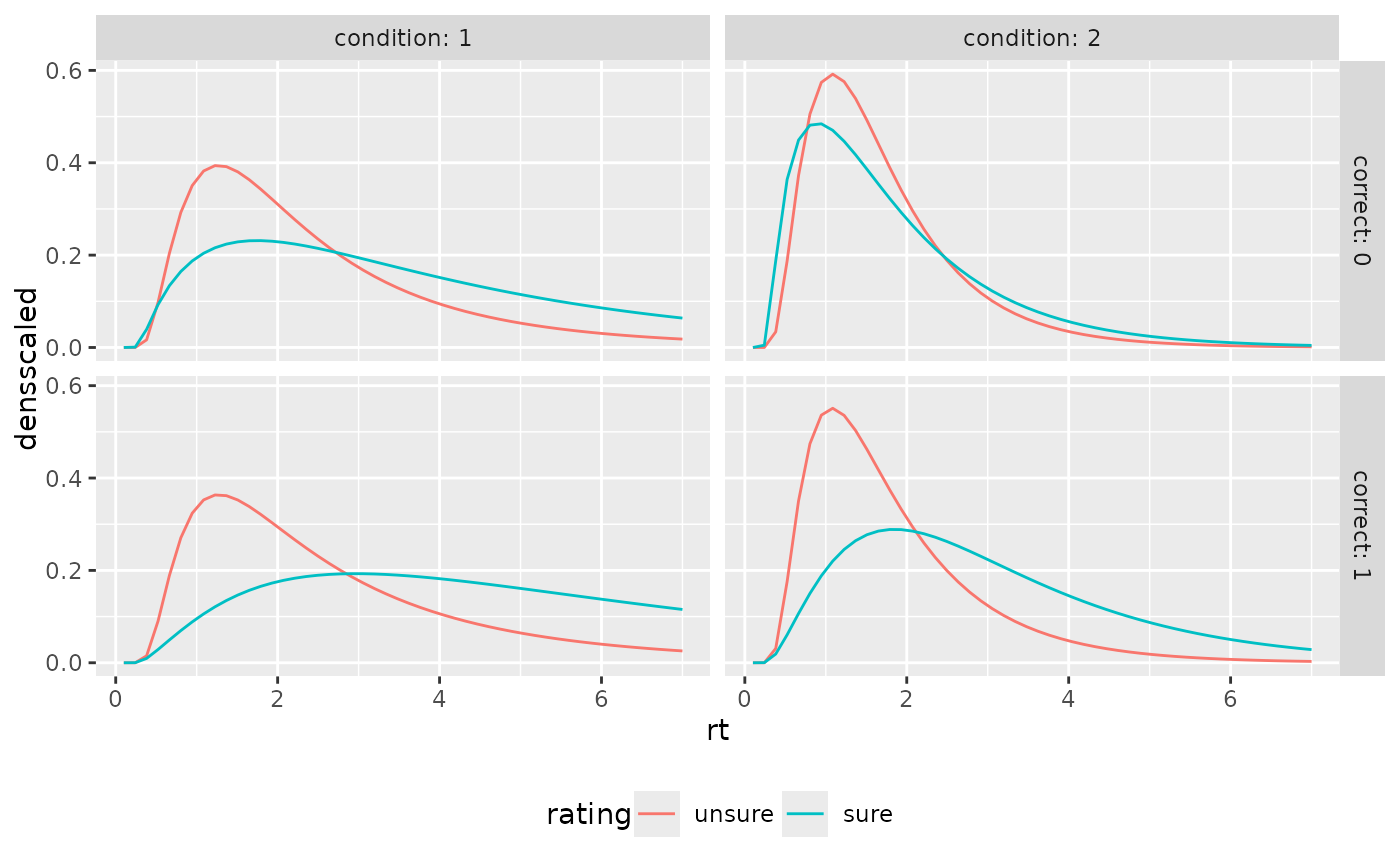 condition: 1
condition: 2
0.6
0.4
0.2
0.0
correct: 0
densscaled
0.6
0.4
0.2
0.0
correct: 1
0 2 4 6
0 2 4 6
rt
rating unsure sure